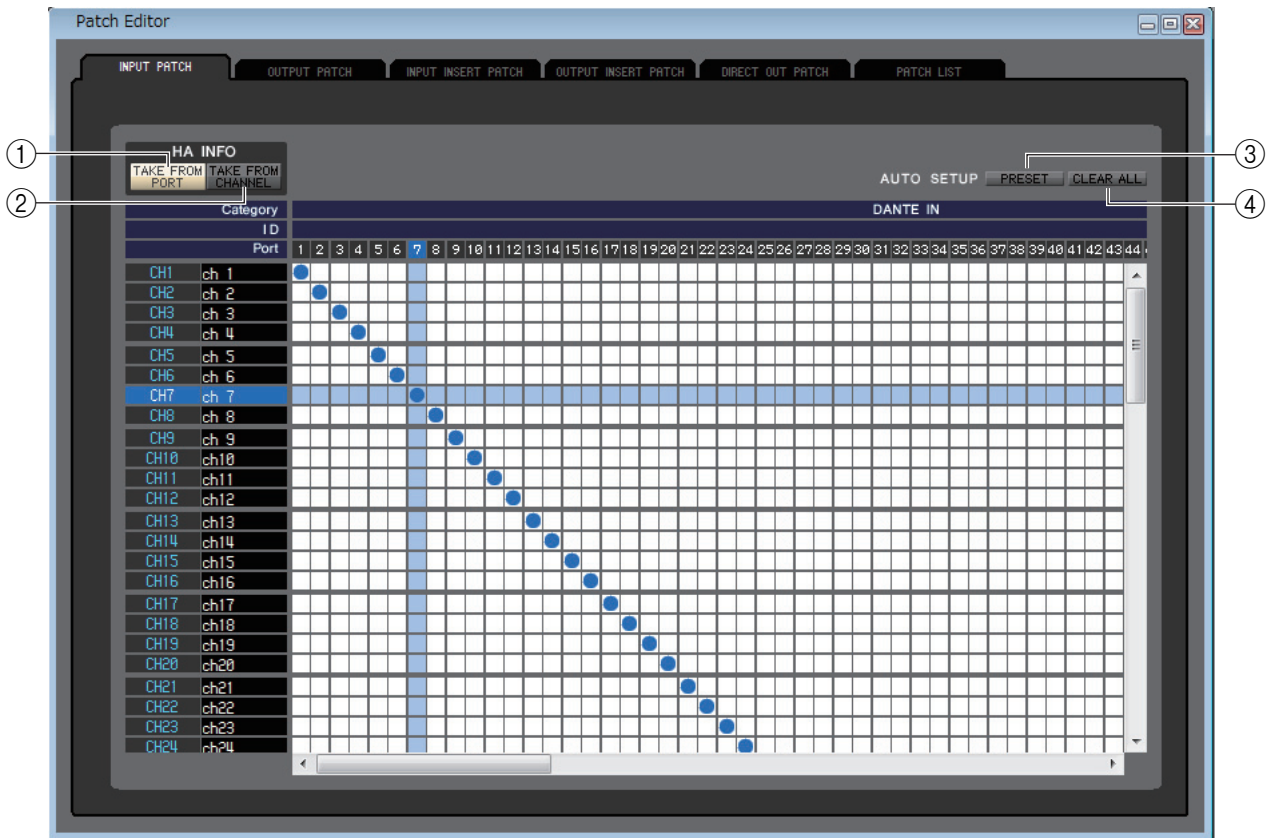 Patch Editor
INPUT PATCH OUTPUT PATCH INPUT INSERT PATCH OUTPUT INSERT PATCH DIRECT OUT PATCH PATCH LIST
HA INFO
① TAKE FROM PORT TAKE FROM CHANNEL ③
② AUTO SETUP PRESET CLEAR ALL ④
Category DANTE IN
ID
Port 1 2 3 4 5 6 7 8 9 10 11 12 13 14 15 16 17 18 19 20 21 22 23 24 25 26 27 28 29 30 31 32 33 34 35 36 37 38 39 40 41 42 43 44
CH1 ch 1
CH2 ch 2
CH3 ch 3
CH4 ch 4
CH5 ch 5
CH6 ch 6
CH7 ch 7
CH8 ch 8
CH9 ch 9
CH10 ch10
CH11 ch11
CH12 ch12
CH13 ch13
CH14 ch14
CH15 ch15
CH16 ch16
CH17 ch17
CH18 ch18
CH19 ch19
CH20 ch20
CH21 ch21
CH22 ch22
CH23 ch23
CH24 ch24